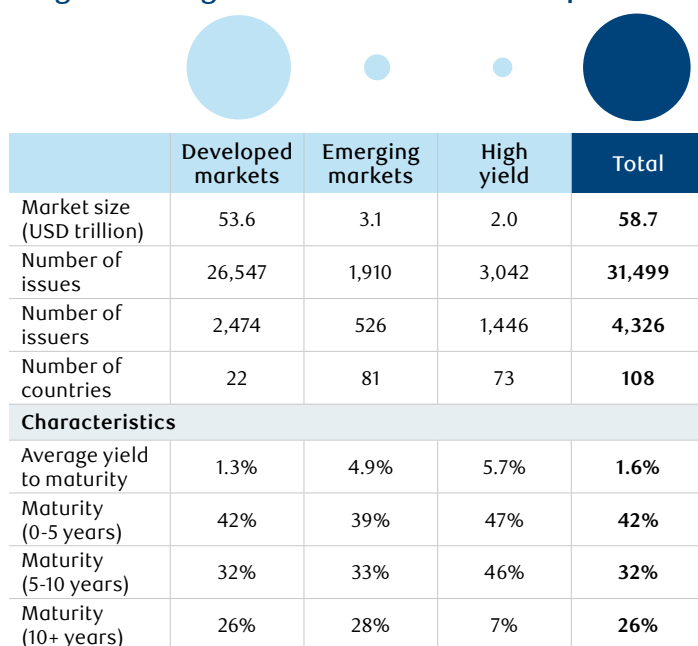 Developed markets Emerging markets High yield Total
Market size (USD trillion) 53.6 3.1 2.0 58.7
Number of issues 26,547 1,910 3,042 31,499
Number of issuers 2,474 526 1,446 4,326
Number of countries 22 81 73 108
Characteristics
Average yield to maturity 1.3% 4.9% 5.7% 1.6%
Maturity (0-5 years) 42% 39% 47% 42%
Maturity (5-10 years) 32% 33% 46% 32%
Maturity (10+ years) 26% 28% 7% 26%